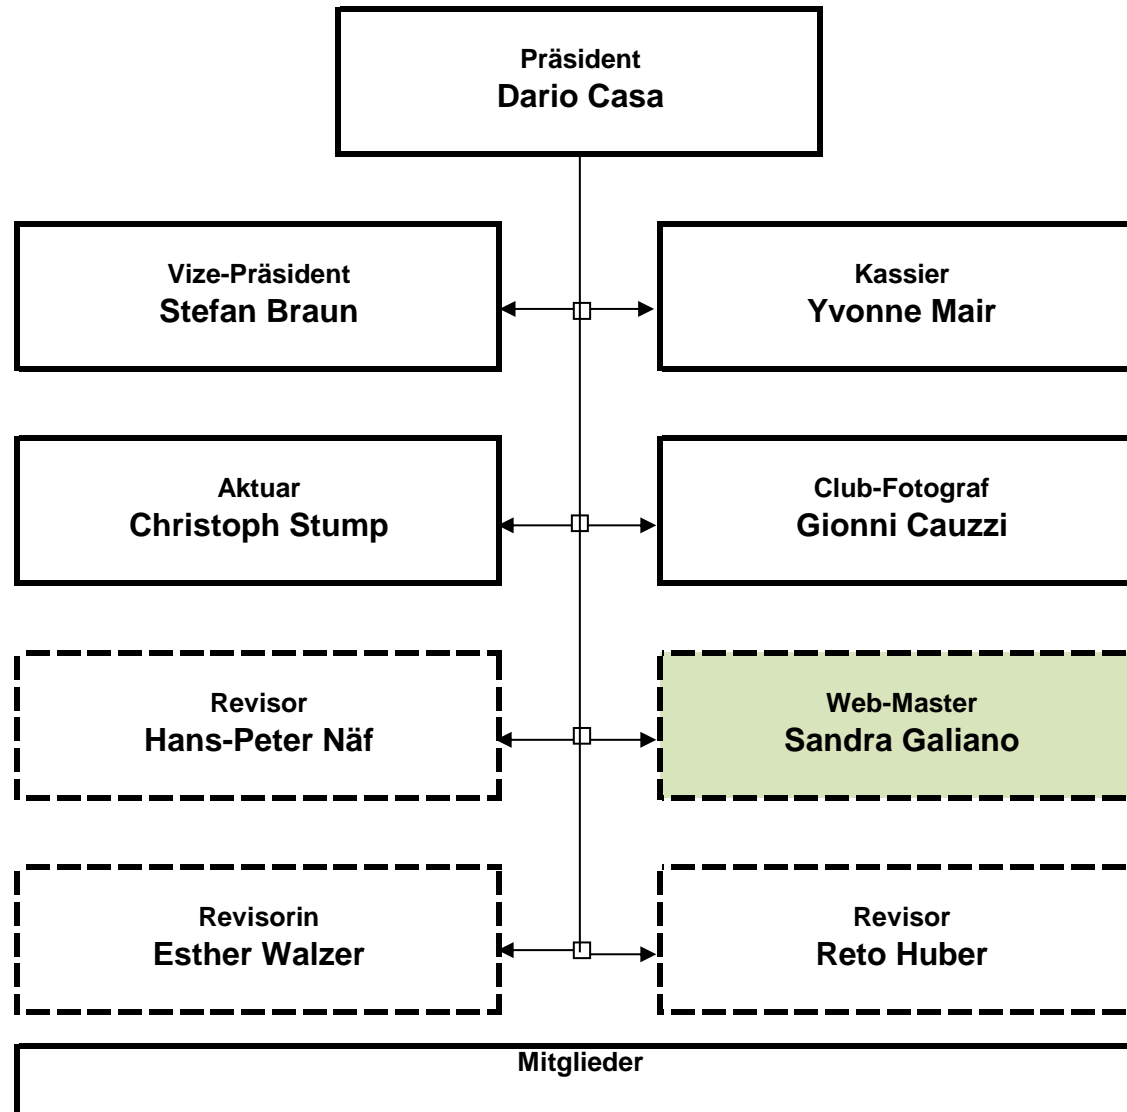 Präsident
Dario Casa
Vize-Präsident
Stefan Braun
Kassier
Yvonne Mair
Aktuar
Christoph Stump
Club-Fotograf
Gionni Cauzzi
Revisor
Hans-Peter Näf
Web-Master
Sandra Galiano
Revisorin
Esther Walzer
Revisor
Reto Huber
Mitglieder